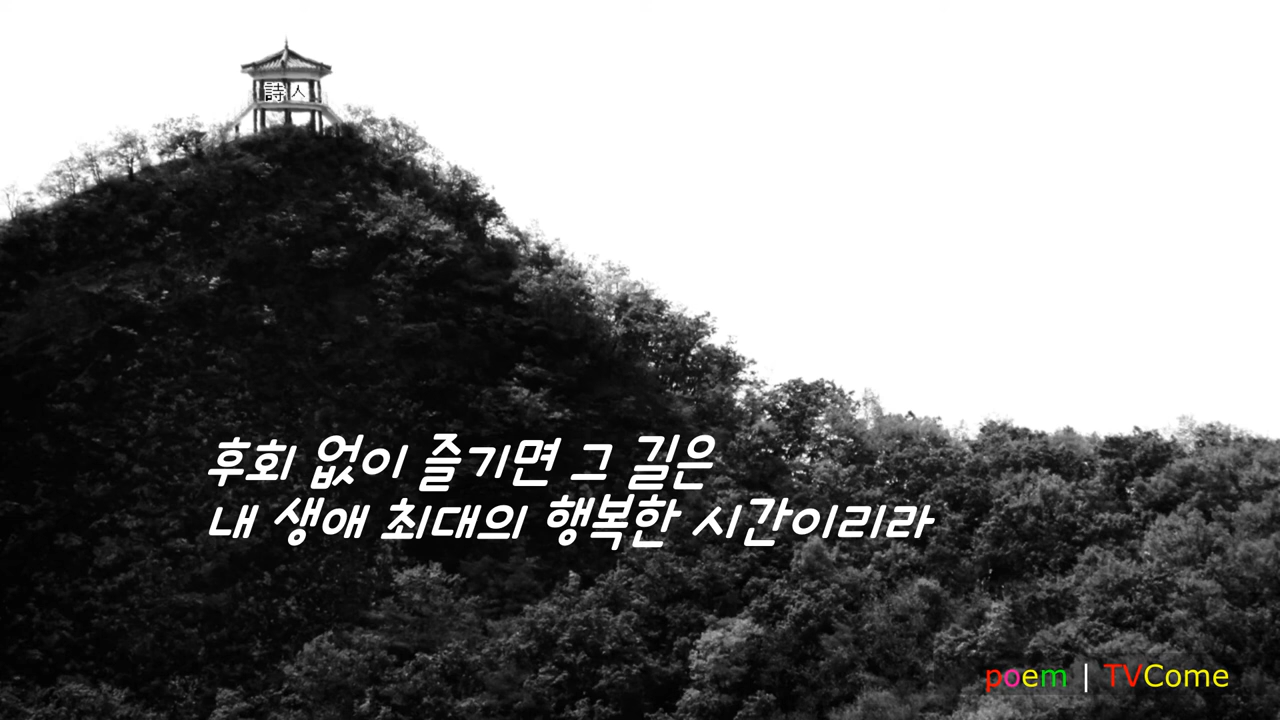 詩人
후회 없이 즐기면 그 길은
내 생애 최대의 행복한 시간이리라
poem | TVCome